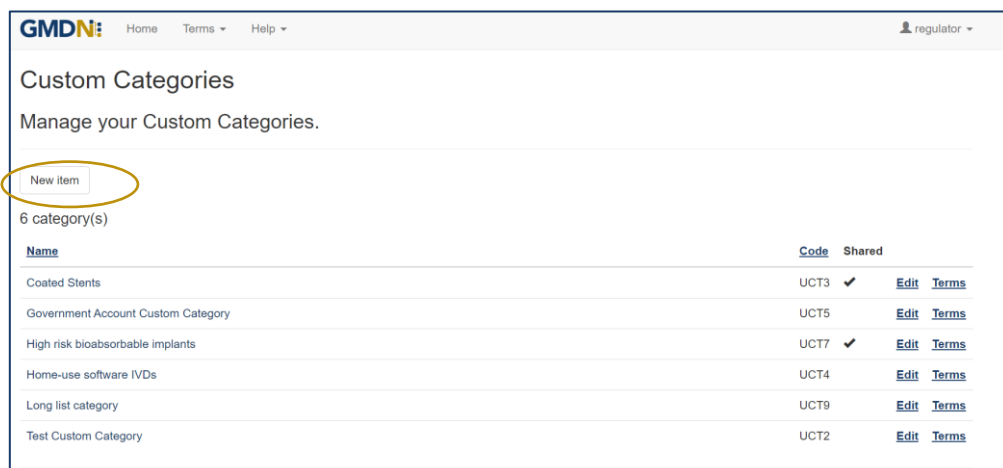 GMDN Home Terms Help regulator
Custom Categories
Manage your Custom Categories.
New item
6 category(s)
Name Code Shared
Coated Stents UCT3 ✔ Edit Terms
Government Account Custom Category UCT5 Edit Terms
High risk bioabsorbable implants UCT7 ✔ Edit Terms
Home-use software IVDs UCT4 Edit Terms
Long list category UCT9 Edit Terms
Test Custom Category UCT2 Edit Terms